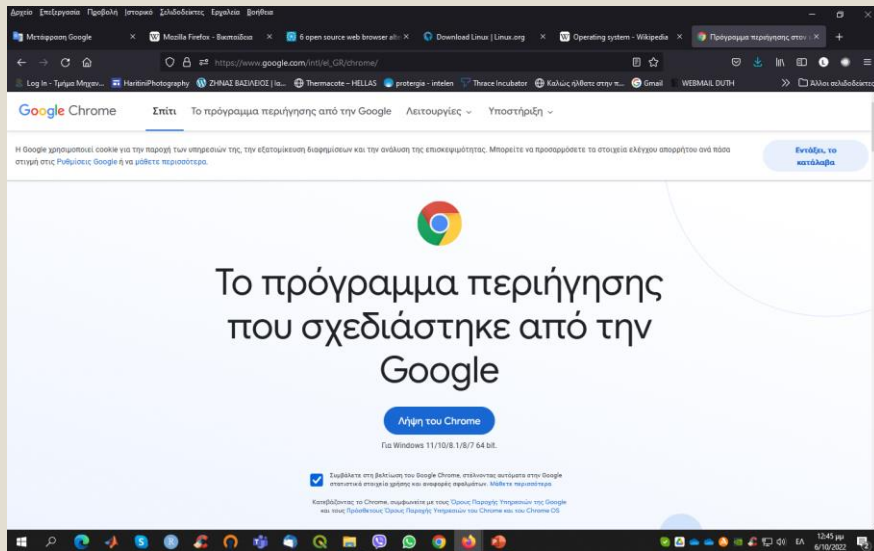 Αρχείο Επεξεργασία Προβολή Ιστορικό Σελιδοδείκτες Εργαλεία Βοήθεια
Μετάφραση Google
Mozilla Firefox - Βικιπαίδεια
6 open source web browser alte
Download Linux | Linux.org
Operating system - Wikipedia
Πρόγραμμα περιήγησης στον
https://www.google.com/intl/el_GR/chrome/
Log In - Τμήμα Μηχαν... HaritiniPhotography ΖΗΝΑΣ ΒΑΣΙΛΕΙΟΣ | Ια... Thermacote – HELLAS protergia - intelen Thrace Incubator Καλώς ήλθατε στην π... Gmail WEBMAIL DUTH Άλλοι σελιδοδείκτες
Google Chrome Σπίτι Το πρόγραμμα περιήγησης από την Google Λειτουργίες Υποστήριξη
Η Google χρησιμοποιεί cookie για την παροχή των υπηρεσιών της, την εξατομίκευση διαφημίσεων και την ανάλυση της επισκεψιμότητας. Μπορείτε να προσαρμόσετε τα στοιχεία ελέγχου απορρήτου ανά πάσα
στιγμή στις Ρυθμίσεις Google ή να μάθετε περισσότερα.
Εντάξει, το
κατάλαβα
Το πρόγραμμα περιήγησης
που σχεδιάστηκε από την
Google
Λήψη του Chrome
Για Windows 11/10/8.1/8/7 64 bit.
Συμβάλετε στη βελτίωση του Google Chrome, στέλνοντας αυτόματα στην Google
στατιστικά στοιχεία χρήσης και αναφορές σφαλμάτων. Μάθετε περισσότερα
Κατεβάζοντας το Chrome, συμφωνείτε με τους Όρους Παροχής Υπηρεσιών της Google
και τους Πρόσθετους Όρους Παροχής Υπηρεσιών του Chrome και του Chrome OS
ΕΛ
12:45 μμ
6/10/2022